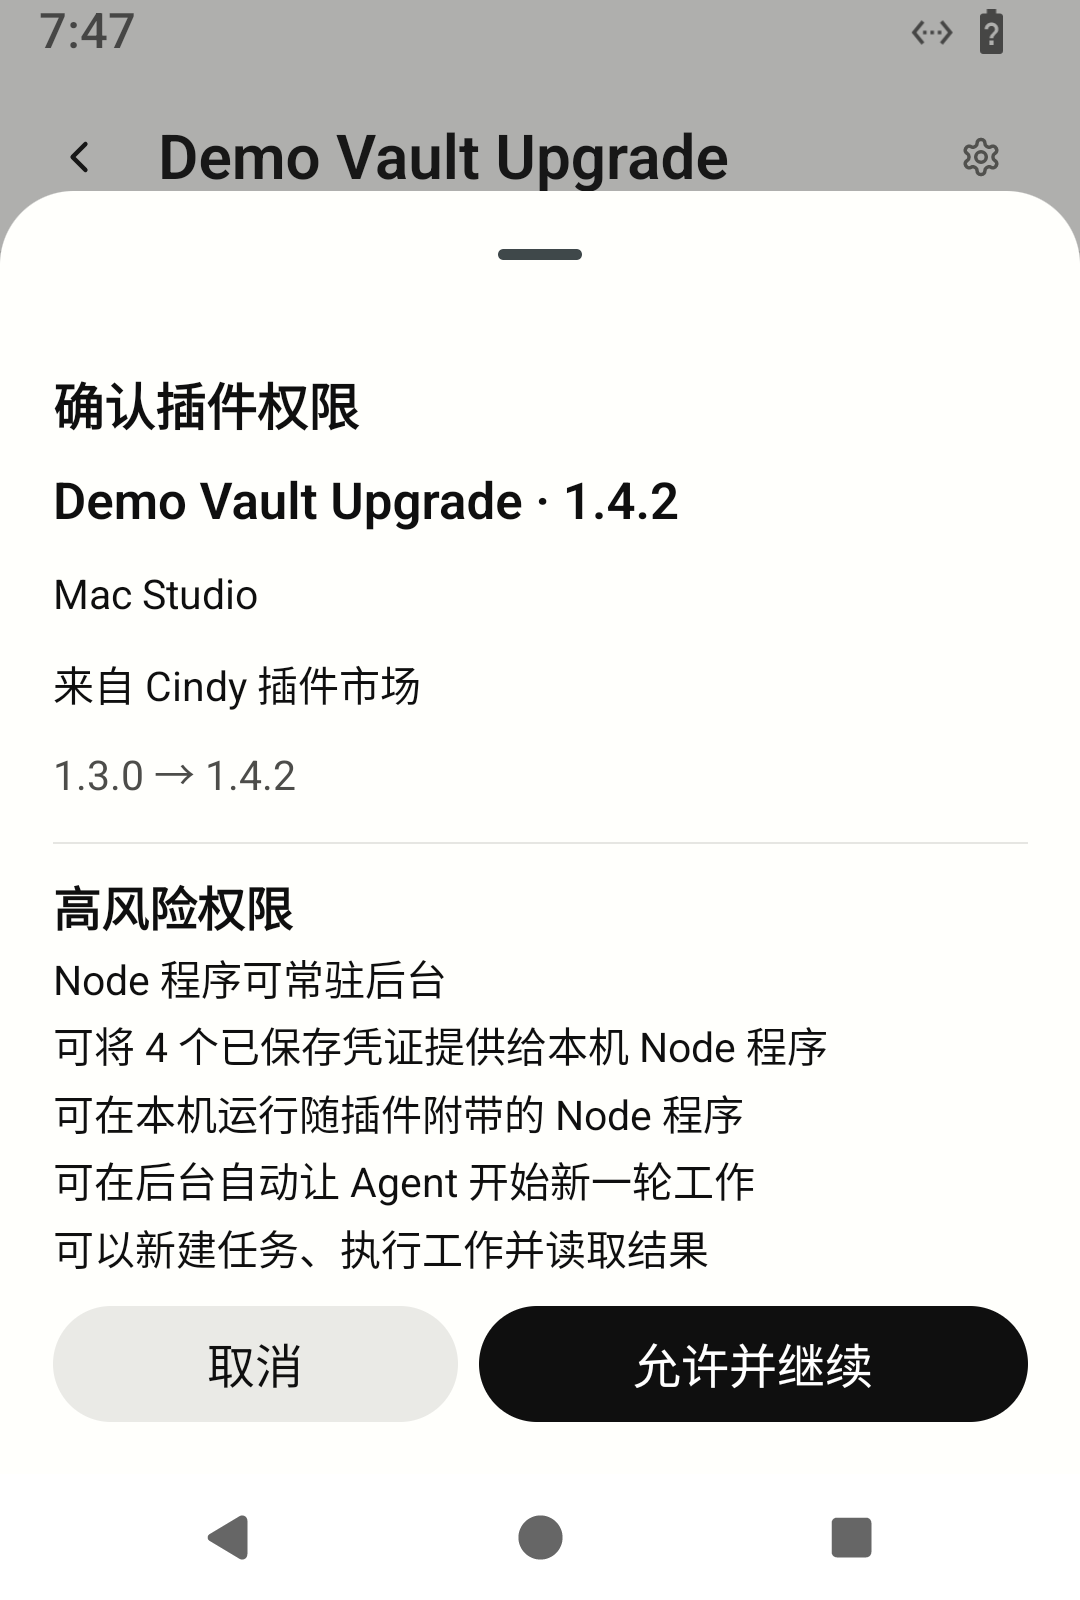 7:47
Demo Vault Upgrade
确认插件权限
Demo Vault Upgrade · 1.4.2
Mac Studio
来自 Cindy 插件市场
1.3.0 → 1.4.2
高风险权限
Node 程序可常驻后台
可将 4 个已保存凭证提供给本机 Node 程序
可在本机运行随插件附带的 Node 程序
可在后台自动让 Agent 开始新一轮工作
可以新建任务、执行工作并读取结果
取消
允许并继续